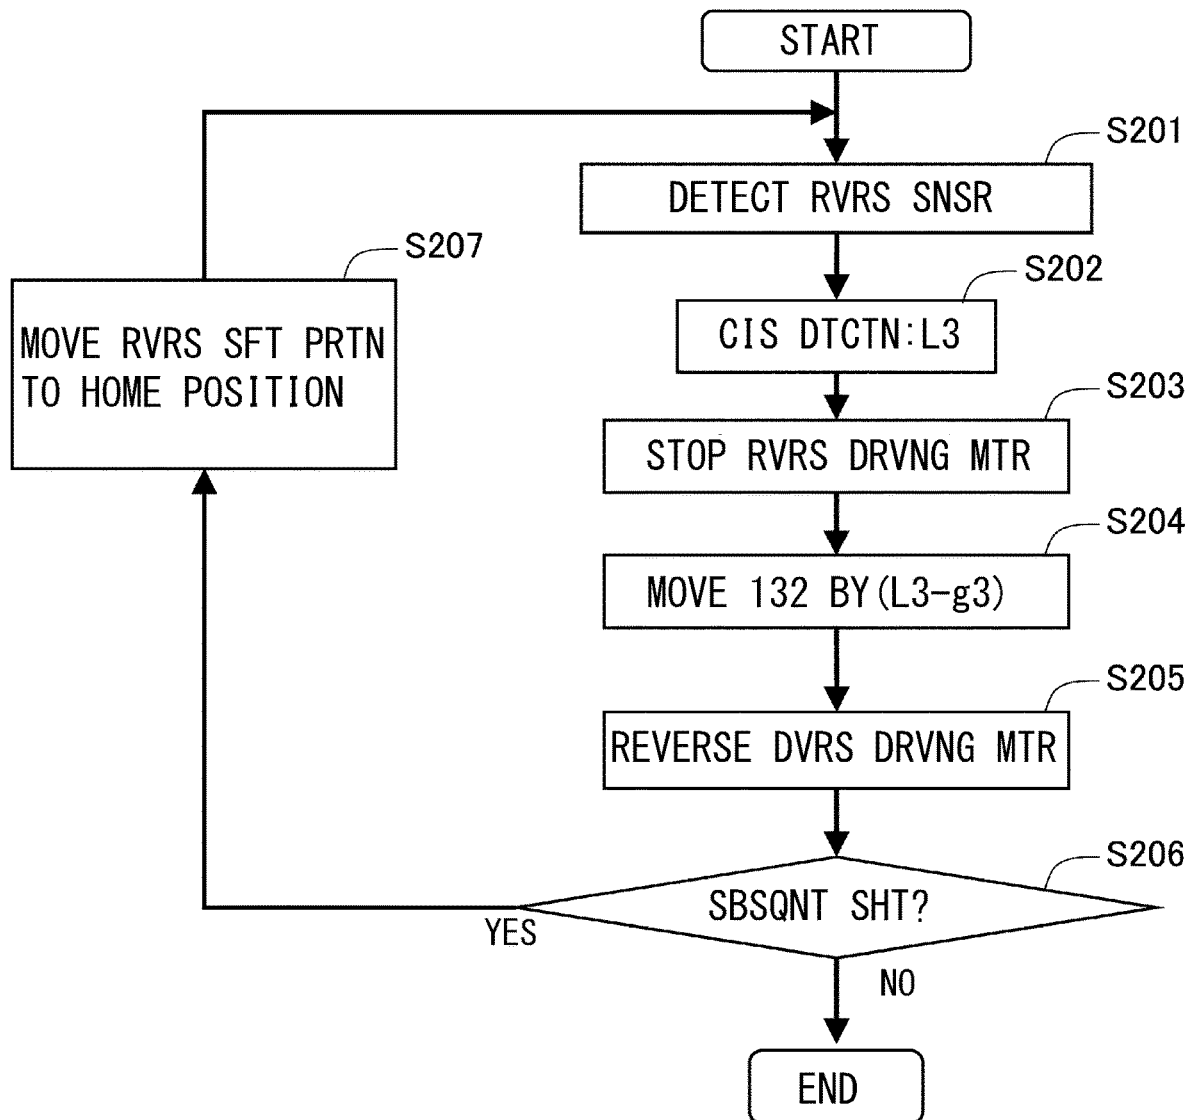 START
S201
DETECT RVRS SNSR
S202
CIS DTCTN:L3
S203
STOP RVRS DRVNG MTR
S204
MOVE 132 BY(L3-g3)
S205
REVERSE DVRS DRVNG MTR
S206
SBSQNT SHT?
YES
NO
S207
MOVE RVRS SFT PRTN
TO HOME POSITION
END